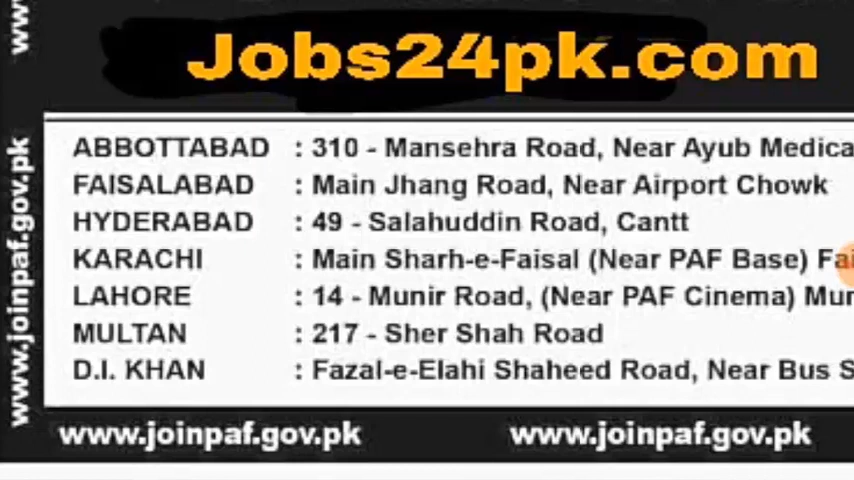 Jobs24pk.com
ABBOTTABAD : 310 - Mansehra Road, Near Ayub Medica
FAISALABAD : Main Jhang Road, Near Airport Chowk
HYDERABAD : 49 - Salahuddin Road, Cantt
KARACHI : Main Sharh-e-Faisal (Near PAF Base) Fai
LAHORE : 14 - Munir Road, (Near PAF Cinema) Mun
MULTAN : 217 - Sher Shah Road
D.I. KHAN : Fazal-e-Elahi Shaheed Road, Near Bus S
www.joinpaf.gov.pk
www.joinpaf.gov.pk www.joinpaf.gov.pk